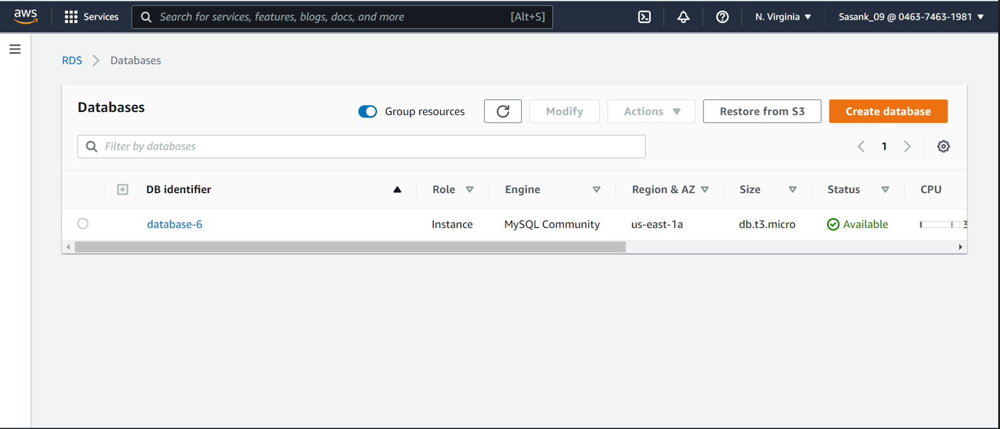 aws Services Search for services, features, blogs, docs, and more [Alt+S] N. Virginia Sasank_09 @ 0463-7463-1981
RDS Databases
Databases Group resources Modify Actions Restore from S3 Create database
Filter by databases 1
DB identifier Role Engine Region & AZ Size Status CPU
database-6 Instance MySQL Community us-east-1a db.t3.micro Available